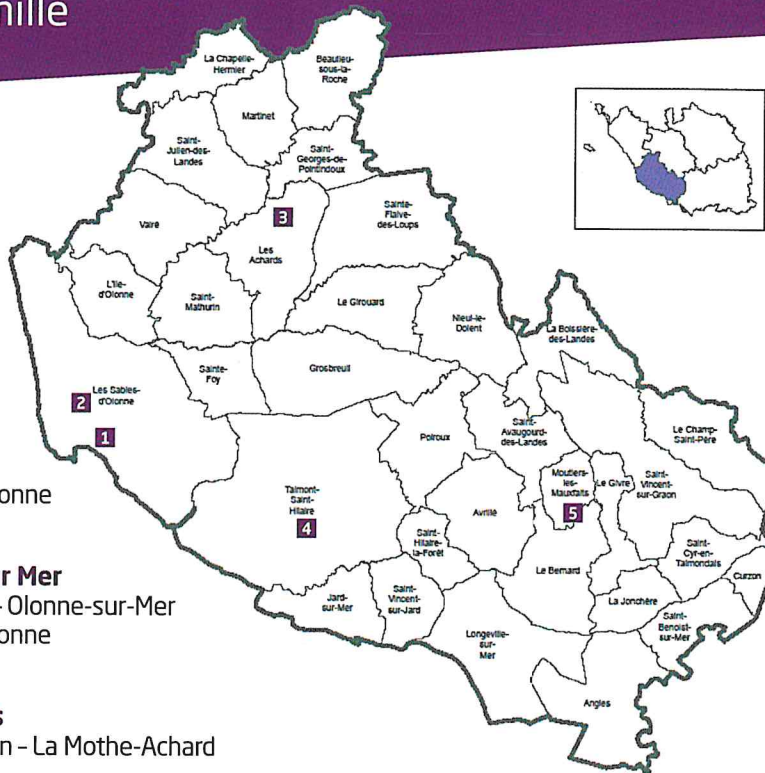 nille
La Chapelle-
Hermier
Beaulieu-
sous-la-
Roche
Martinet
Saint-
Julien-des-
Landes
Saint-
Georges-de-
Pointindoux
Vairé
3
Les
Achards
Sainte-
Flaive-
des-Loups
L'Ile-
d'Olonne
Saint-
Mathurin
Le Girouard
Nieul-le-
Dolent
La Boissière-
des-Landes
Sainte-
Foy
Grosbreuil
2
Les Sables-
d'Olonne
1
Poiroux
Saint-
Avaugourd-
des-Landes
Le Champ-
Saint-Père
Talmont-
Saint-
Hilaire
4
Moutiers-
les-
Mauxfaits
5
Le Givre
Saint-
Vincent-
sur-Graon
Avrillé
Saint-
Hilaire-
la-Forêt
Le Bernard
Saint-
Cyr-en-
Talmondais
Curzon
Jard-
sur-Mer
Saint-
Vincent-
sur-Jard
La Jonchère
Saint-
Benoist-
sur-Mer
Longeville-
sur-
Mer
Angles
onne
r Mer
- Olonne-sur-Mer
onne
s
n – La Mothe-Achard